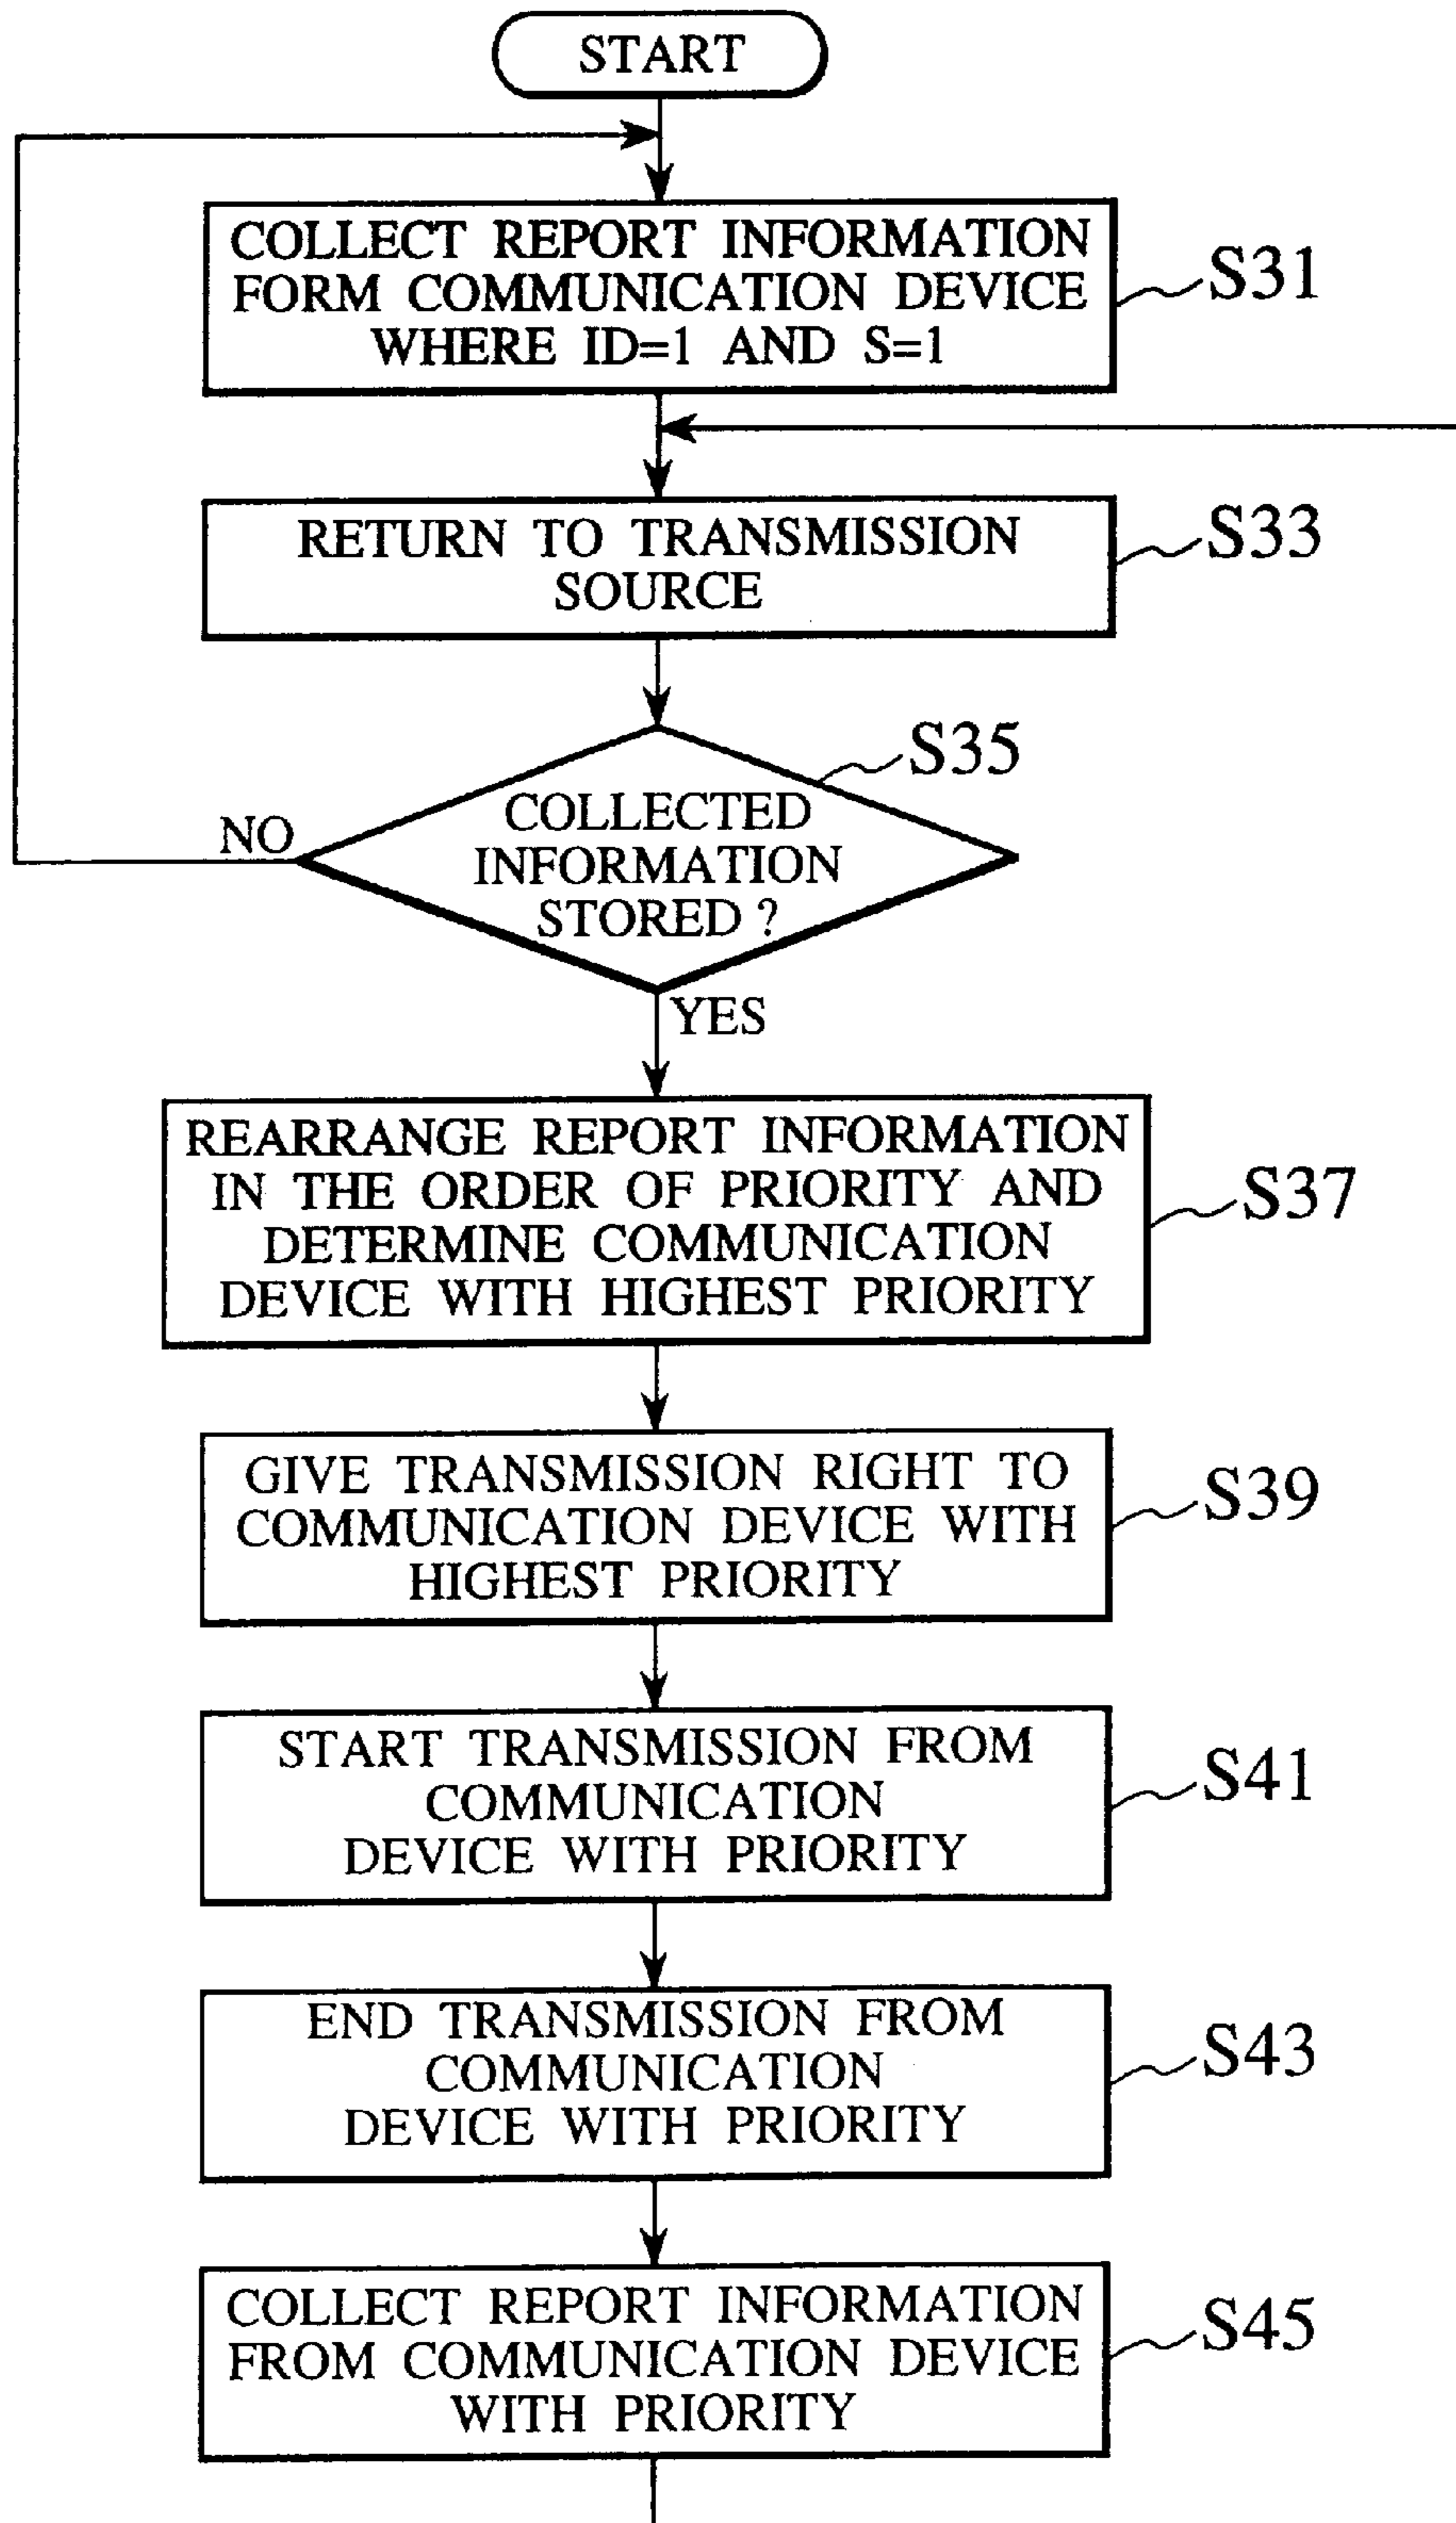 START
COLLECT REPORT INFORMATION
FORM COMMUNICATION DEVICE
WHERE ID=1 AND S=1
S31
RETURN TO TRANSMISSION
SOURCE
S33
S35
COLLECTED
INFORMATION
STORED ?
NO
YES
REARRANGE REPORT INFORMATION
IN THE ORDER OF PRIORITY AND
DETERMINE COMMUNICATION
DEVICE WITH HIGHEST PRIORITY
S37
GIVE TRANSMISSION RIGHT TO
COMMUNICATION DEVICE WITH
HIGHEST PRIORITY
S39
START TRANSMISSION FROM
COMMUNICATION
DEVICE WITH PRIORITY
S41
END TRANSMISSION FROM
COMMUNICATION
DEVICE WITH PRIORITY
S43
COLLECT REPORT INFORMATION
FROM COMMUNICATION DEVICE
WITH PRIORITY
S45